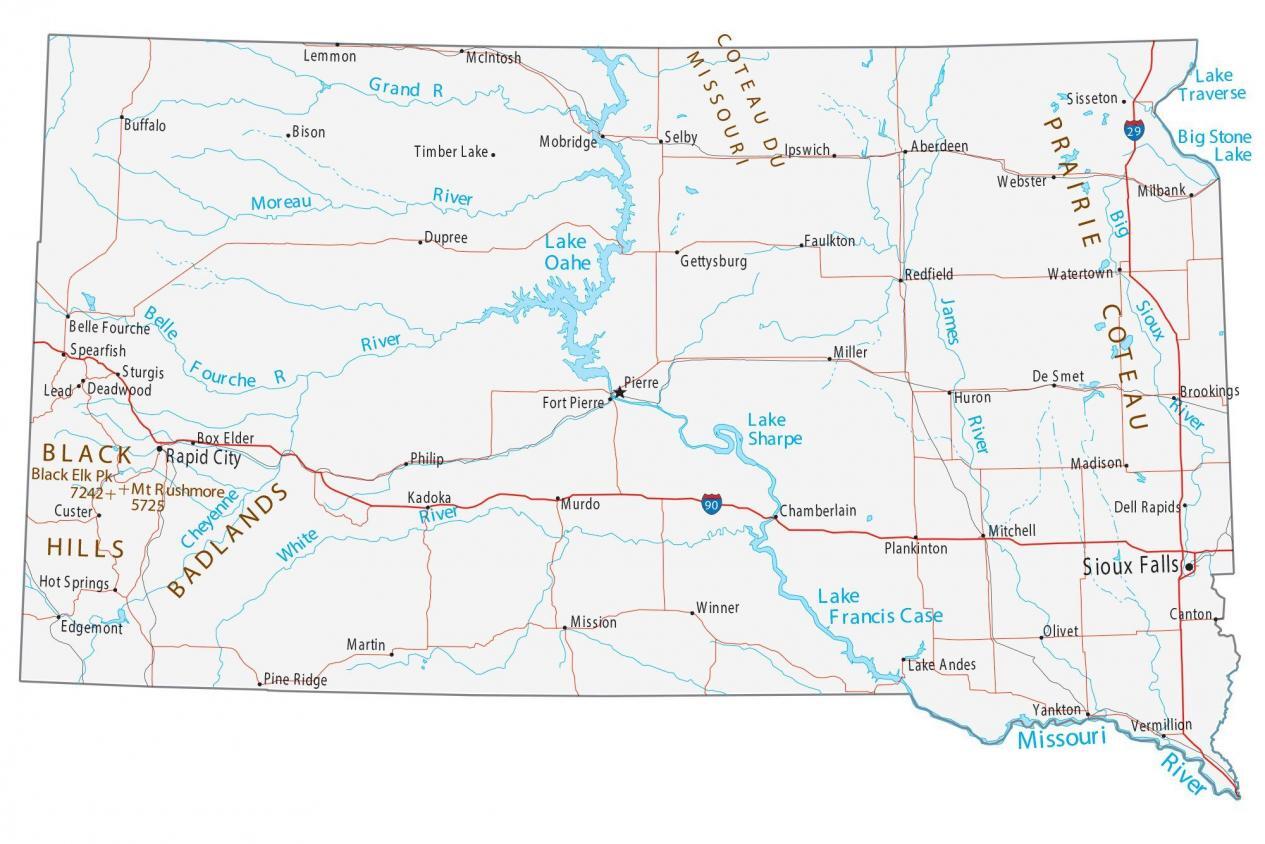 COTEAU DU
MISSOURI
Lemmon
McIntosh
Grand R
Lake
Traverse
Sisseton
29
Buffalo
Bison
Mobridge
Selby
Big Stone
Lake
Timber Lake
Ipswich
Aberdeen
PRAIRIE
COTEAU
Webster
Milbank
Moreau
River
Big
Sioux
River
Dupree
Lake
Oahe
Faulkton
Gettysburg
Redfield
Watertown
James
River
Belle Fourche
Belle
Fourche R
River
Spearfish
Sturgis
Lead
Deadwood
Miller
Pierre
Fort Pierre
De Smet
Huron
Brookings
Lake
Sharpe
Box Elder
Rapid City
BLACK
HILLS
Black Elk Pk
7242+
+Mt Rushmore
5725
Philip
Madison
Cheyenne
BADLANDS
Custer
Kadoka
River
White
Murdo
90
Chamberlain
Dell Rapids
Mitchell
Plankinton
Sioux Falls
Hot Springs
Edgemont
Lake
Francis Case
Winner
Mission
Canton
Olivet
Martin
Lake Andes
Pine Ridge
Yankton
Vermillion
Missouri
River